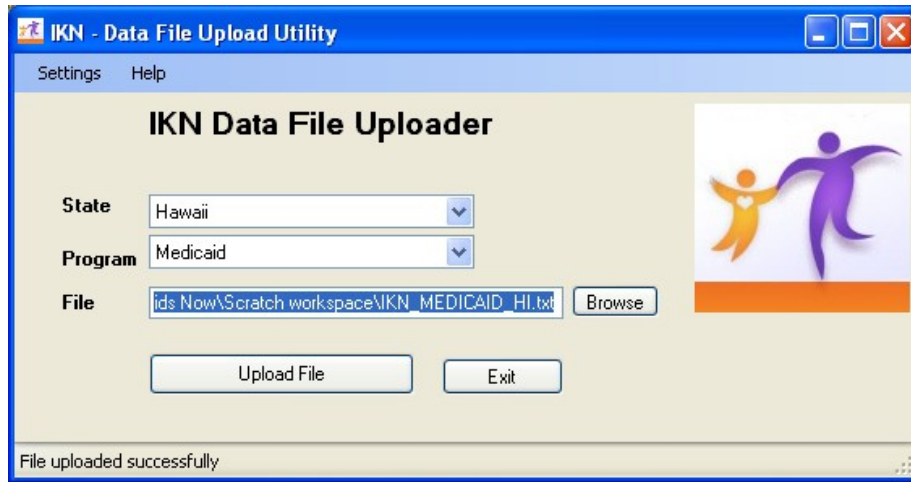 IKN - Data File Upload Utility
Settings Help
IKN Data File Uploader
State Hawaii
Program Medicaid
File ids Now\Scratch workspace\IKN_MEDICAID_HI.txt Browse
Upload File Exit
File uploaded successfully